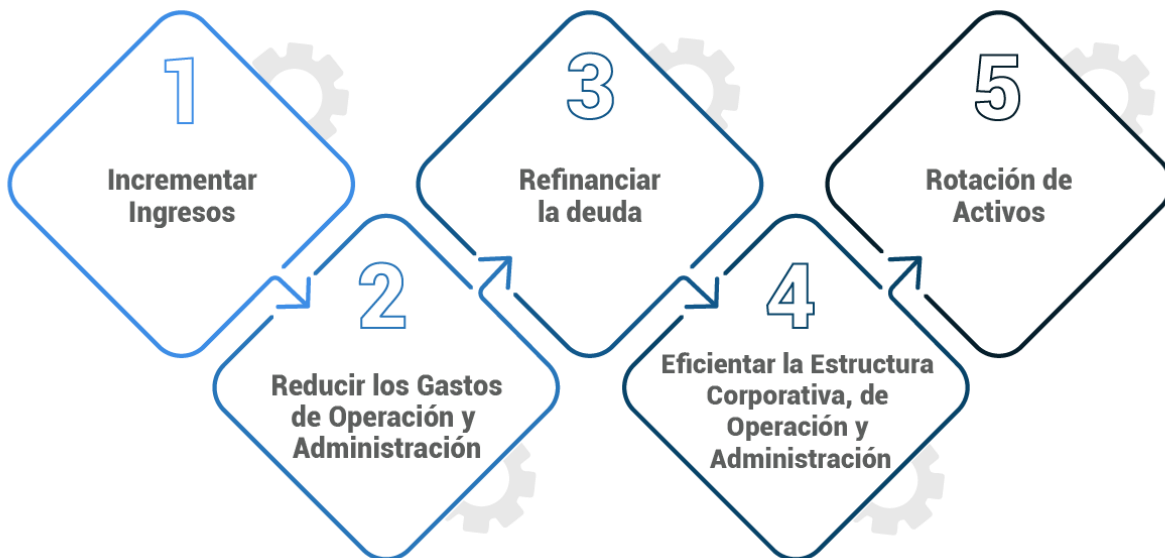 1
Incrementar
Ingresos
2
Reducir los Gastos
de Operación y
Administración
3
Refinanciar
la deuda
4
Eficientar la Estructura
Corporativa, de
Operación y
Administración
5
Rotación de
Activos